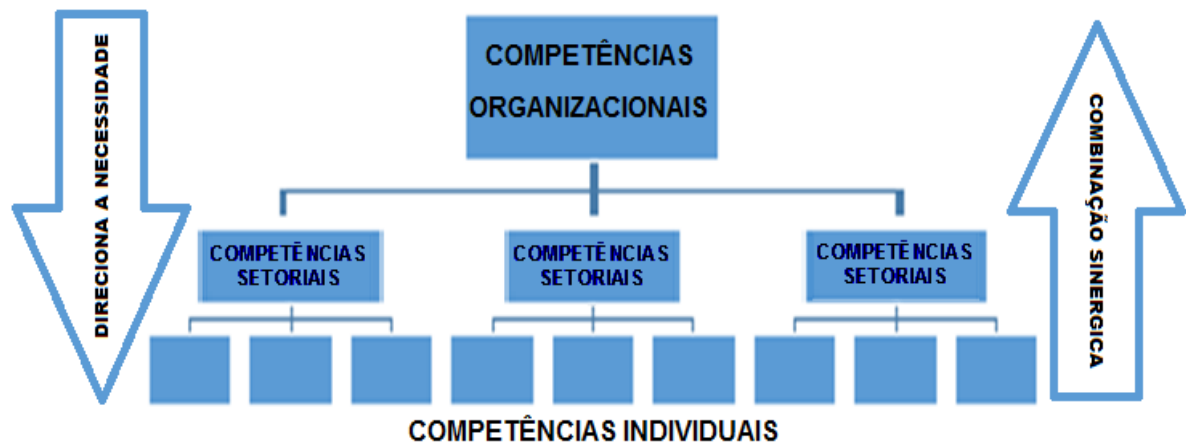 COMPETÊNCIAS
ORGANIZACIONAIS
DIRECIONA A NECESSIDADE
COMBINAÇÃO SINERGICA
COMPETÊNCIAS
SETORIAIS
COMPETÊNCIAS
SETORIAIS
COMPETÊNCIAS
SETORIAIS
COMPETÊNCIAS INDIVIDUAIS